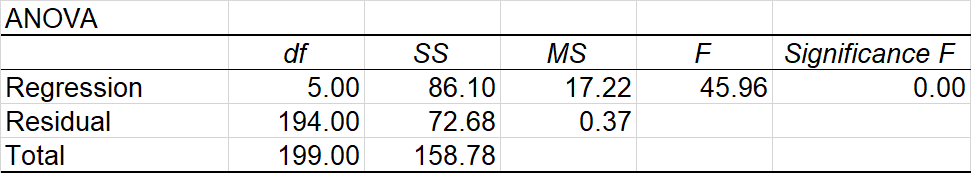 ANOVA
df SS MS F Significance F
Regression 5.00 86.10 17.22 45.96 0.00
Residual 194.00 72.68 0.37
Total 199.00 158.78